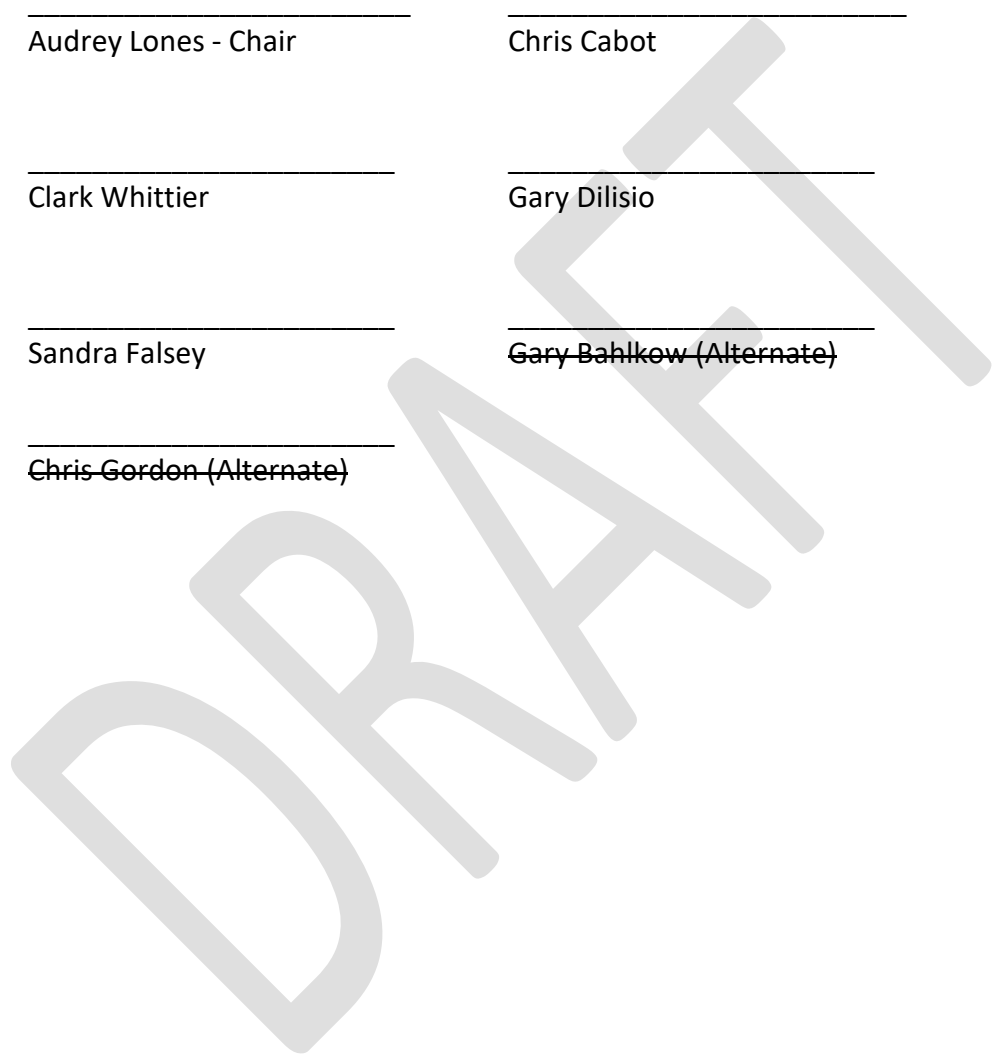 Audrey Lones - Chair    Chris Cabot
Clark Whittier    Gary Dilisio
Sandra Falsey    Gary Bahlkow (Alternate)
Chris Gordon (Alternate)
DRAFT